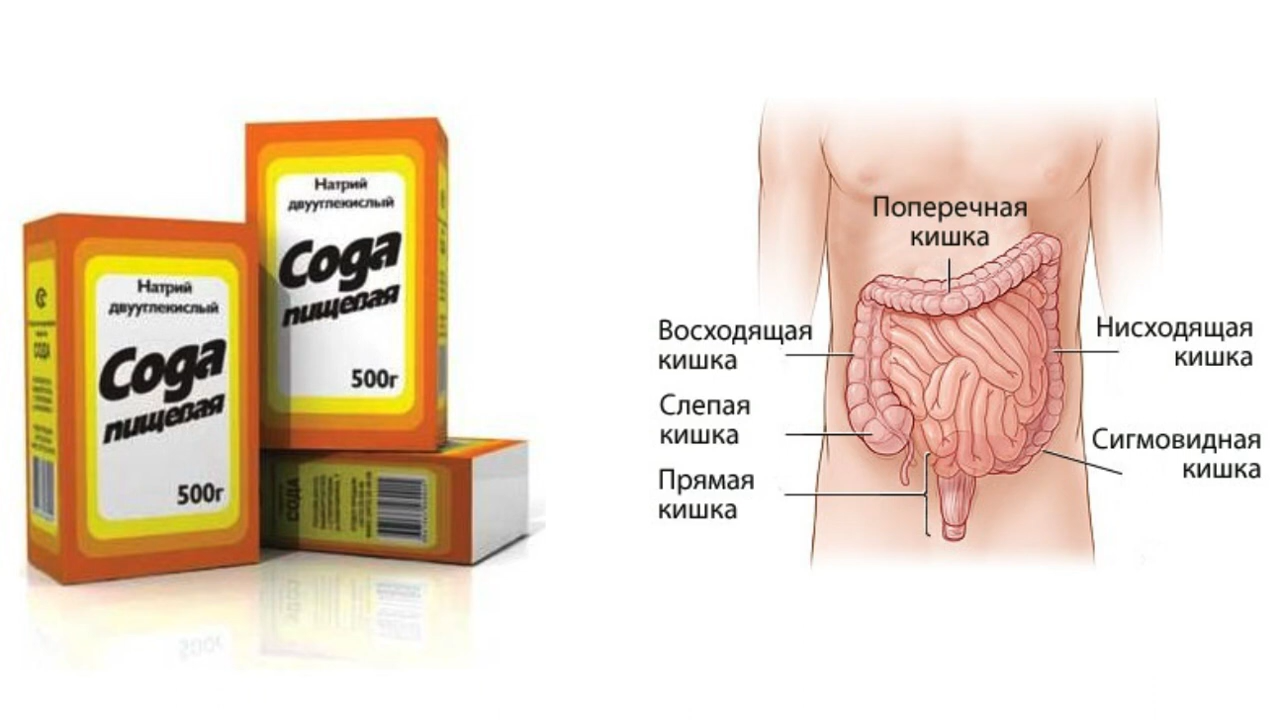 Натрий
двууглекислый
Сода
пищевая
500г
СОДА
Натрий
двууглекислый
Сода
пищевая
500г
СОДА
Поперечная
кишка
Восходящая
кишка
Слепая
кишка
Прямая
кишка
Нисходящая
кишка
Сигмовидная
кишка